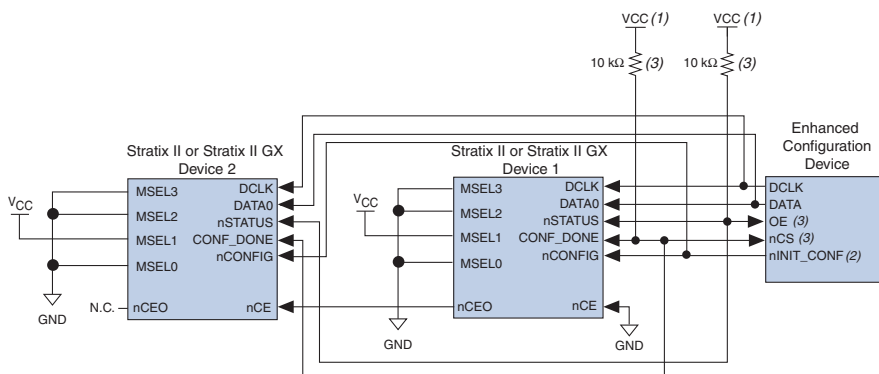 VCC (1)
VCC (1)
10 kΩ
(3)
10 kΩ
(3)
Stratix II or Stratix II GX
Device 2
Stratix II or Stratix II GX
Device 1
Enhanced
Configuration
Device
VCC
MSEL3
MSEL2
MSEL1
MSEL0
nCEO
N.C.
GND
DCLK
DATA0
nSTATUS
CONF_DONE
nCONFIG
nCE
VCC
MSEL3
MSEL2
MSEL1
MSEL0
nCEO
GND
DCLK
DATA0
nSTATUS
CONF_DONE
nCONFIG
nCE
GND
DCLK
DATA
OE (3)
nCS (3)
nINIT_CONF (2)